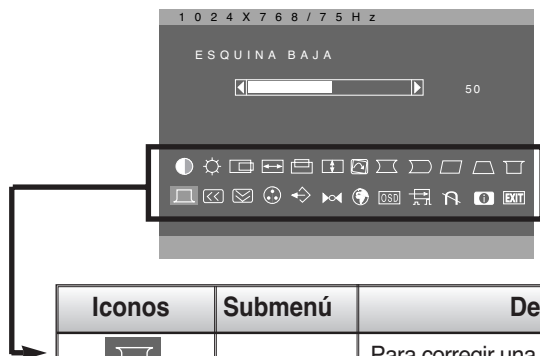 1024X768/75Hz
ESQUINA BAJA
50
OSD EXIT
Iconos Submenú De
Para corregir una